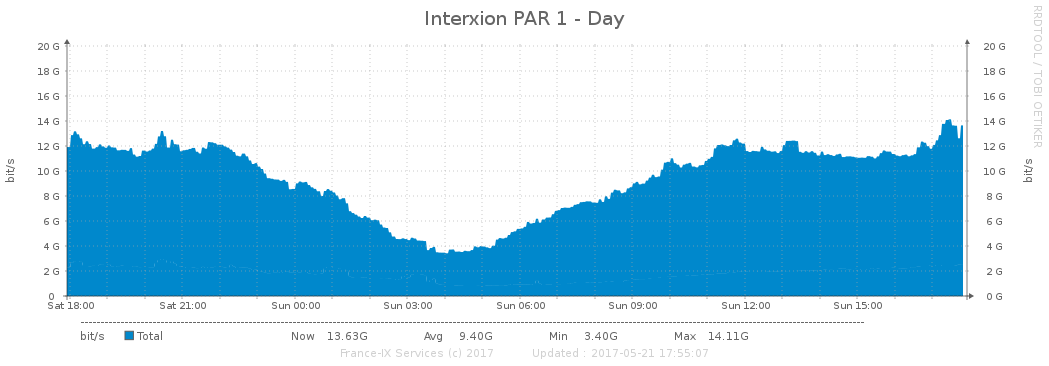 Interxion PAR 1 - Day
RRDTOOL / TOBI OETIKER
20 G 20 G
18 G 18 G
16 G 16 G
14 G 14 G
12 G 12 G
10 G 10 G
8 G 8 G
6 G 6 G
4 G 4 G
2 G 2 G
0 0 G
bit/s
bit/s
Sat 18:00 Sat 21:00 Sun 00:00 Sun 03:00 Sun 06:00 Sun 09:00 Sun 12:00 Sun 15:00
bit/s Total Now 13.63G Avg 9.40G Min 3.40G Max 14.11G
France-IX Services (c) 2017 Updated : 2017-05-21 17:55:07